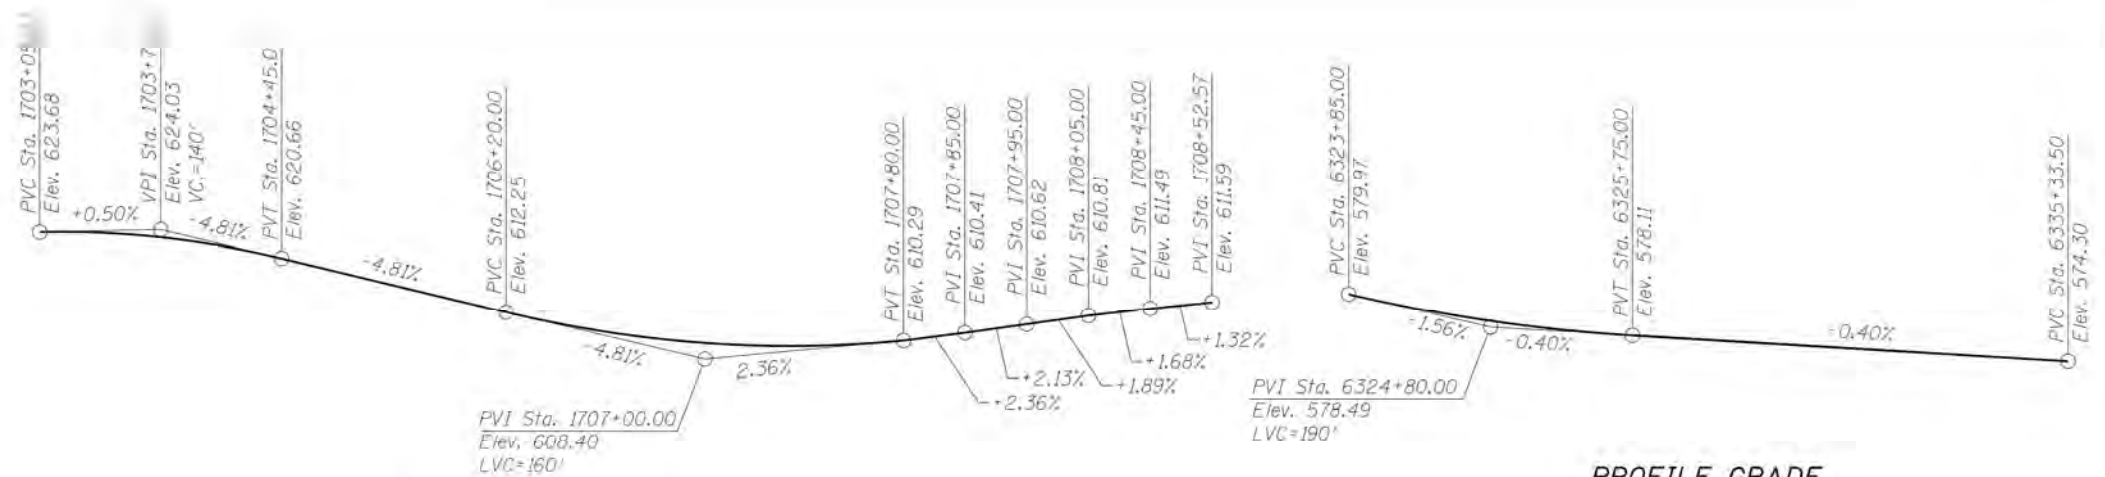 PVC Sta. 1703+05
Elev. 623.68
VPI Sta. 1703+7
Elev. 624.03
VC=140'
PVT Sta. 1704+45.0
Elev. 620.66
+0.50%
-4.81%
-4.81%
PVC Sta. 1706+20.00
Elev. 612.25
-4.81%
2.36%
PVI Sta. 1707+00.00
Elev. 608.40
LVC=160'
PVT Sta. 1707+80.00
Elev. 610.29
PVI Sta. 1707+85.00
Elev. 610.41
PVI Sta. 1707+95.00
Elev. 610.62
PVI Sta. 1708+05.00
Elev. 610.81
PVI Sta. 1708+45.00
Elev. 611.49
PVI Sta. 1708+52.57
Elev. 611.59
+2.36%
+2.13%
+1.89%
+1.68%
+1.32%
PVC Sta. 6323+85.00
Elev. 579.97
-1.56%
-0.40%
PVI Sta. 6324+80.00
Elev. 578.49
LVC=190'
PVT Sta. 6325+75.00
Elev. 578.11
-0.40%
PVC Sta. 6335+33.50
Elev. 574.30
PROFILE GRADE